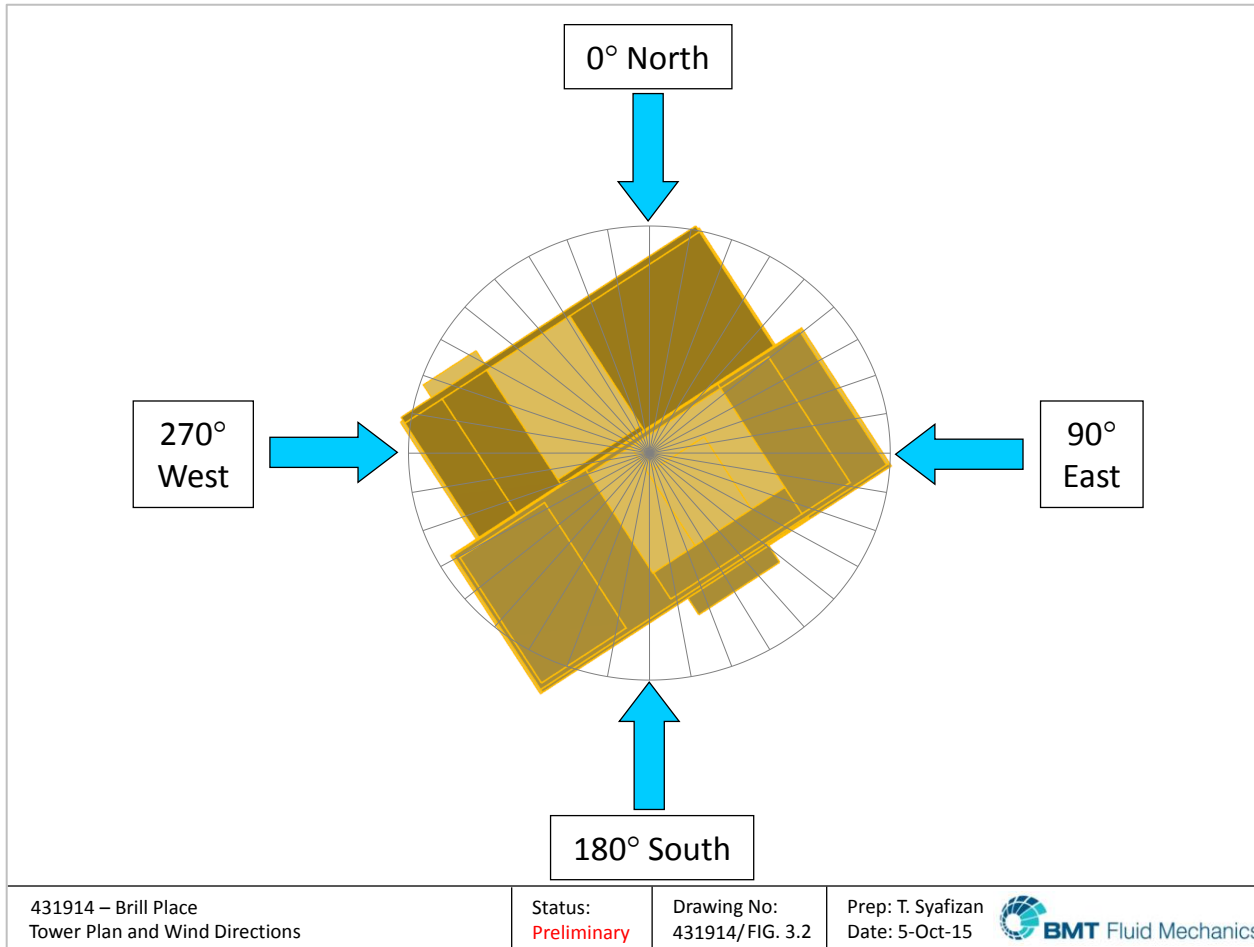 0° North
270°
West
90°
East
180° South
431914 – Brill Place
Tower Plan and Wind Directions
Status:
Preliminary
Drawing No:
431914/ FIG. 3.2
Prep: T. Syafizan
Date: 5-Oct-15
BMT Fluid Mechanics